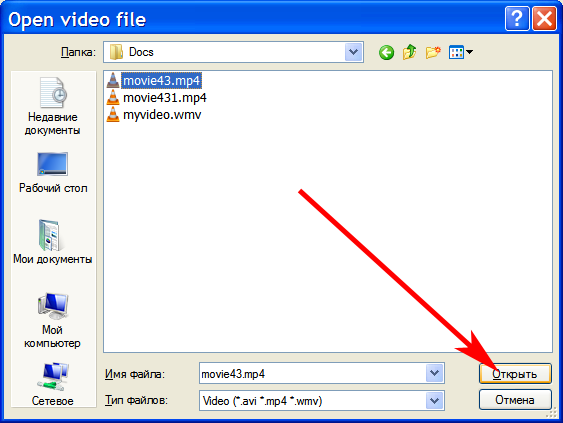 Open video file
Папка: Docs
movie43.mp4
movie431.mp4
myvideo.wmv
Недавние
документы
Рабочий стол
Мои документы
Мой
компьютер
Сетевое
Имя файла: movie43.mp4 Открыть
Тип файлов: Video (*.avi *.mp4 *.wmv) Отмена